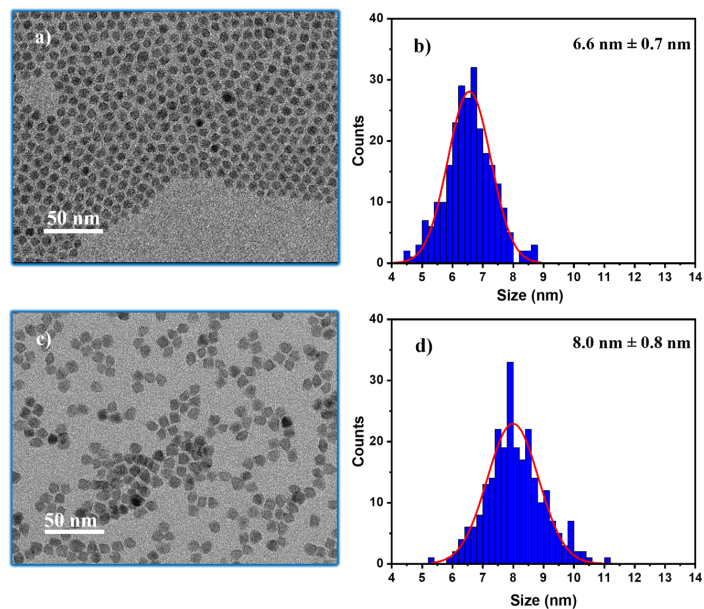 a)
50 nm
b)
6.6 nm ± 0.7 nm
Counts
40
30
20
10
0
4 5 6 7 8 9 10 11 12 13 14
Size (nm)
c)
50 nm
d)
8.0 nm ± 0.8 nm
Counts
40
30
20
10
0
4 5 6 7 8 9 10 11 12 13 14
Size (nm)